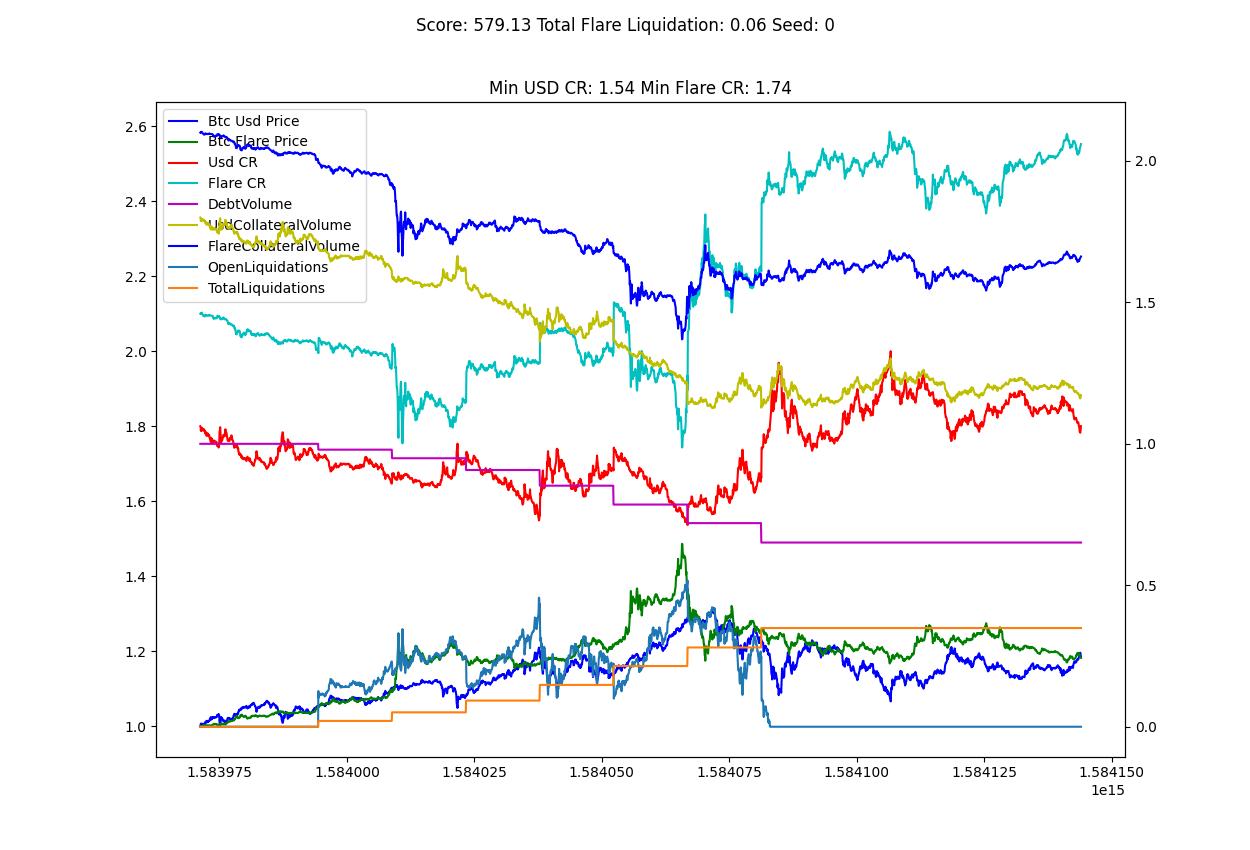 Score: 579.13 Total Flare Liquidation: 0.06 Seed: 0
Min USD CR: 1.54 Min Flare CR: 1.74
Btc Usd Price
Btc Flare Price
Usd CR
Flare CR
DebtVolume
UsdCollateralVolume
FlareCollateralVolume
OpenLiquidations
TotalLiquidations
2.6
2.4
2.2
2.0
1.8
1.6
1.4
1.2
1.0
2.0
1.5
1.0
0.5
0.0
1.583975 1.584000 1.584025 1.584050 1.584075 1.584100 1.584125 1.584150
1e15